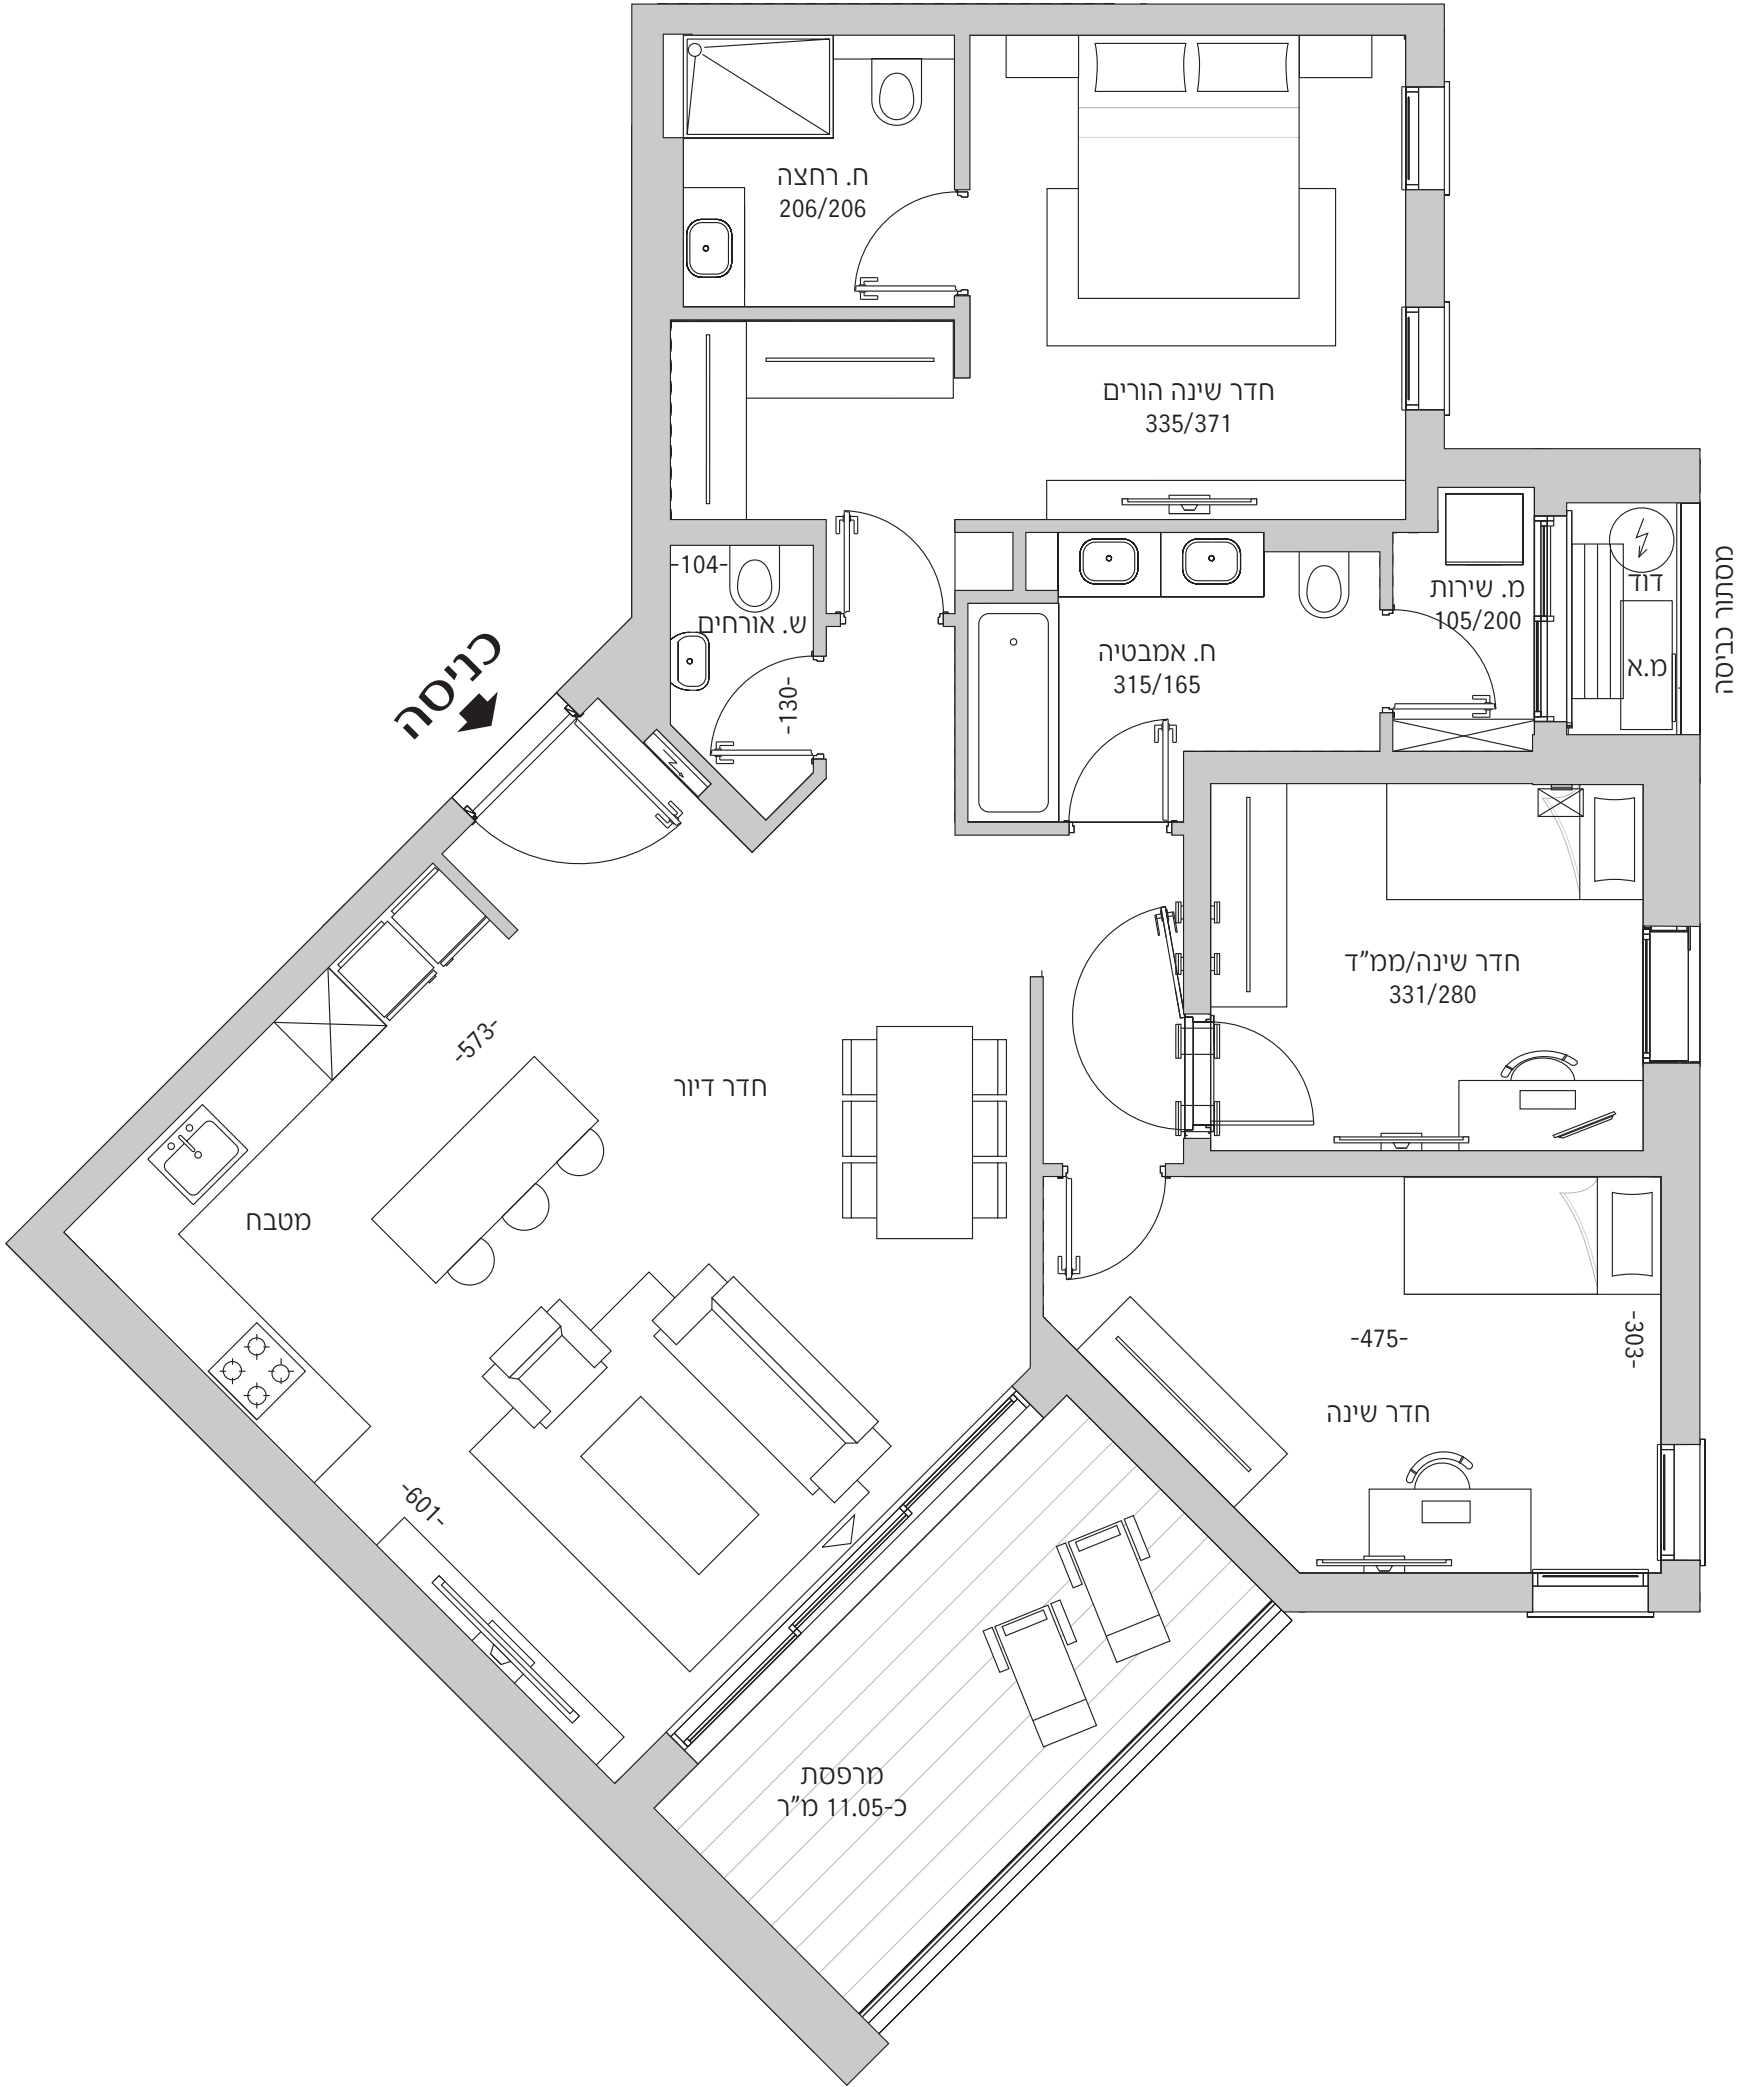 ח. רחצה
206/206
חדר שינה הורים
335/371
-104-
ש. אורחים
-130-
ח. אמבטיה
315/165
מ. שירות
105/200
דוד
מ.א
מסתור כביסה
כניסה
חדר שינה/ממ"ד
331/280
-573-
חדר דיור
מטבח
-601-
-475-
-303-
חדר שינה
מרפסת
כ-11.05 מ"ר